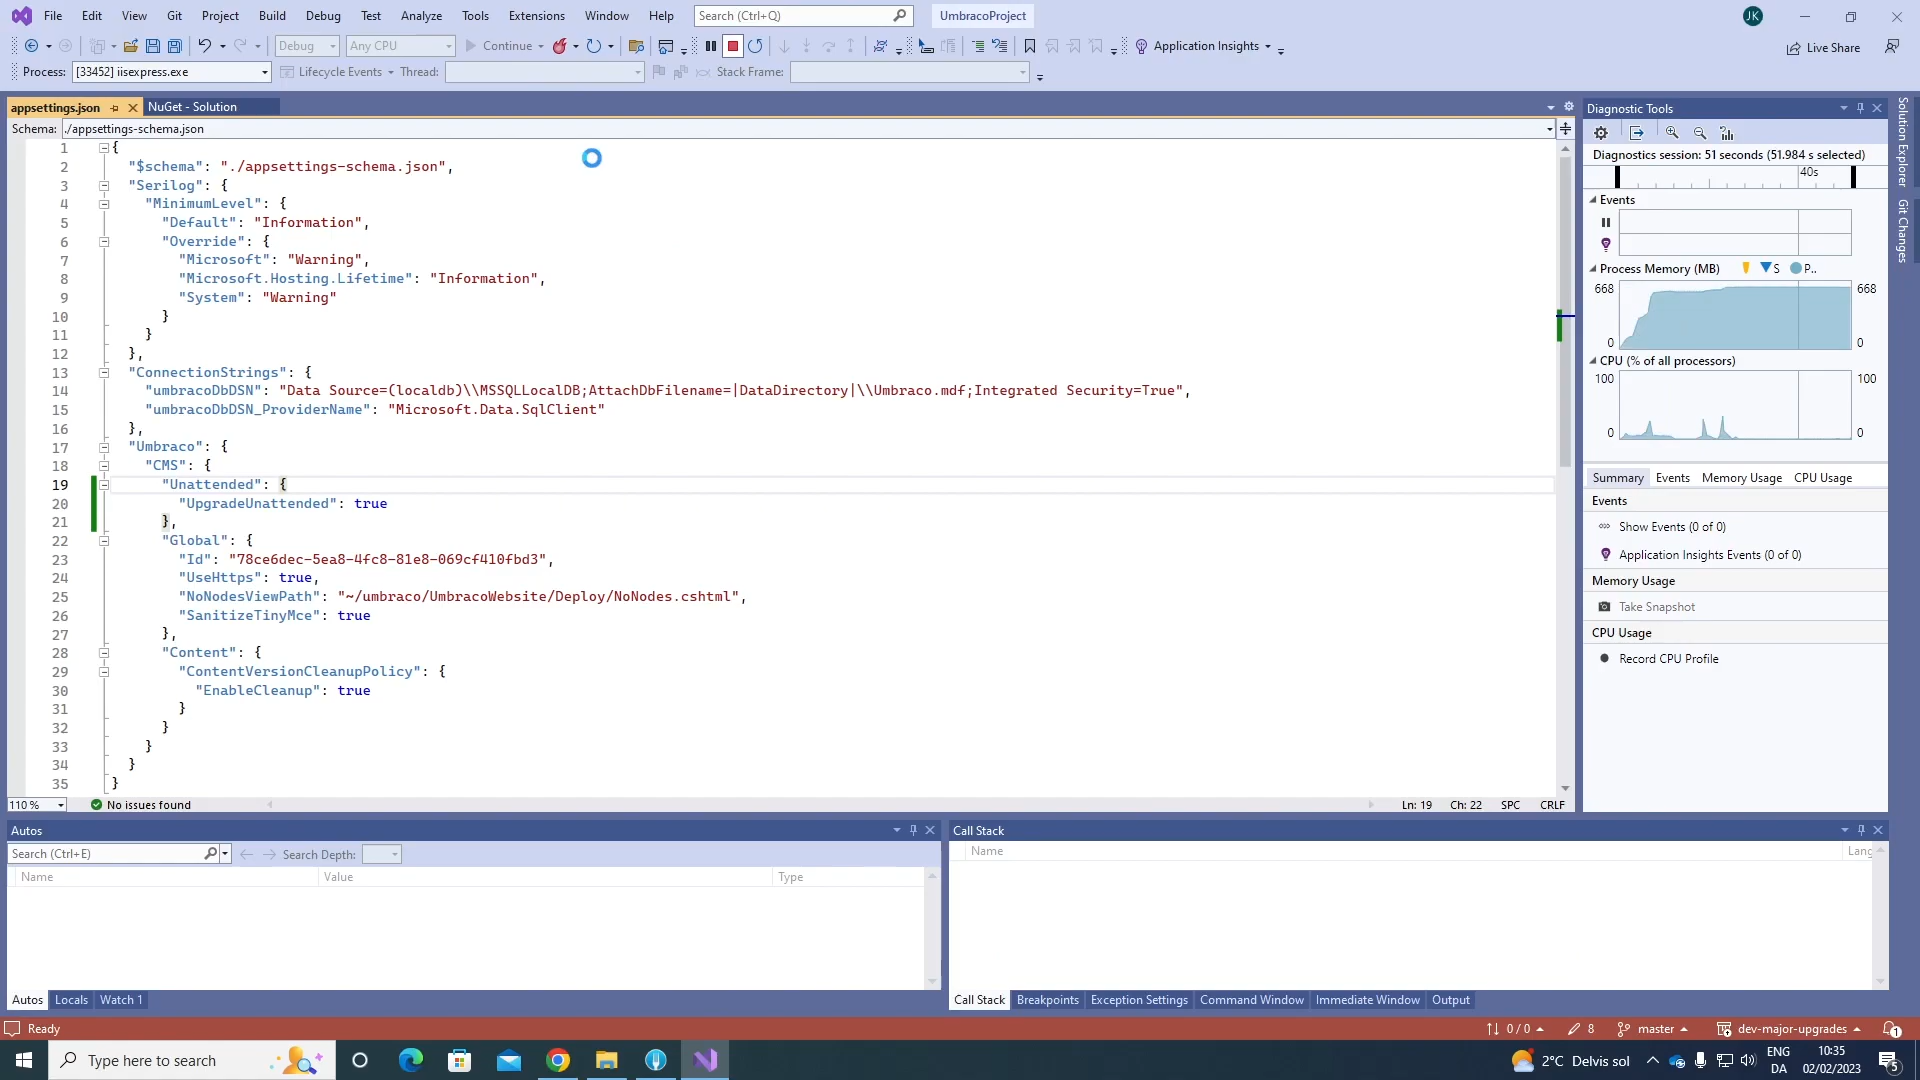 File Edit View Git Project Build Debug Test Analyze Tools Extensions Window Help Search (Ctrl+Q) UmbracoProject JK
Debug Any CPU Continue Application Insights Live Share
Process: [33452] iisexpress.exe Lifecycle Events Thread: Stack Frame:
appsettings.json NuGet - Solution
Schema: ./appsettings-schema.json
1 {
2 "$schema": "./appsettings-schema.json",
3 "Serilog": {
4 "MinimumLevel": {
5 "Default": "Information",
6 "Override": {
7 "Microsoft": "Warning",
8 "Microsoft.Hosting.Lifetime": "Information",
9 "System": "Warning"
10 }
11 }
12 },
13 "ConnectionStrings": {
14 "umbracoDbDSN": "Data Source=(localdb)\\MSSQLLocalDB;AttachDbFilename=|DataDirectory|\\Umbraco.mdf;Integrated Security=True",
15 "umbracoDbDSN_ProviderName": "Microsoft.Data.SqlClient"
16 },
17 "Umbraco": {
18 "CMS": {
19 "Unattended": {
20 "UpgradeUnattended": true
21 },
22 "Global": {
23 "Id": "78ce6dec-5ea8-4fc8-81e8-069cf410fbd3",
24 "UseHttps": true,
25 "NoNodesViewPath": "~/umbraco/UmbracoWebsite/Deploy/NoNodes.cshtml",
26 "SanitizeTinyMce": true
27 },
28 "Content": {
29 "ContentVersionCleanupPolicy": {
30 "EnableCleanup": true
31 }
32 }
33 }
34 }
35 }
110 % No issues found Ln: 19 Ch: 22 SPC CRLF
Diagnostic Tools
Diagnostics session: 51 seconds (51.984 s selected)
40s
Events
Process Memory (MB) S P..
668 668
0 0
CPU (% of all processors)
100 100
0 0
Summary Events Memory Usage CPU Usage
Events
Show Events (0 of 0)
Application Insights Events (0 of 0)
Memory Usage
Take Snapshot
CPU Usage
Record CPU Profile
Solution Explorer
Git Changes
Autos
Search (Ctrl+E) Search Depth:
Name Value Type
Autos Locals Watch 1
Call Stack
Name Lang
Call Stack Breakpoints Exception Settings Command Window Immediate Window Output
Ready 0 / 0 8 master dev-major-upgrades 1
Type here to search 2°C Delvis sol ENG DA 10:35 02/02/2023 5